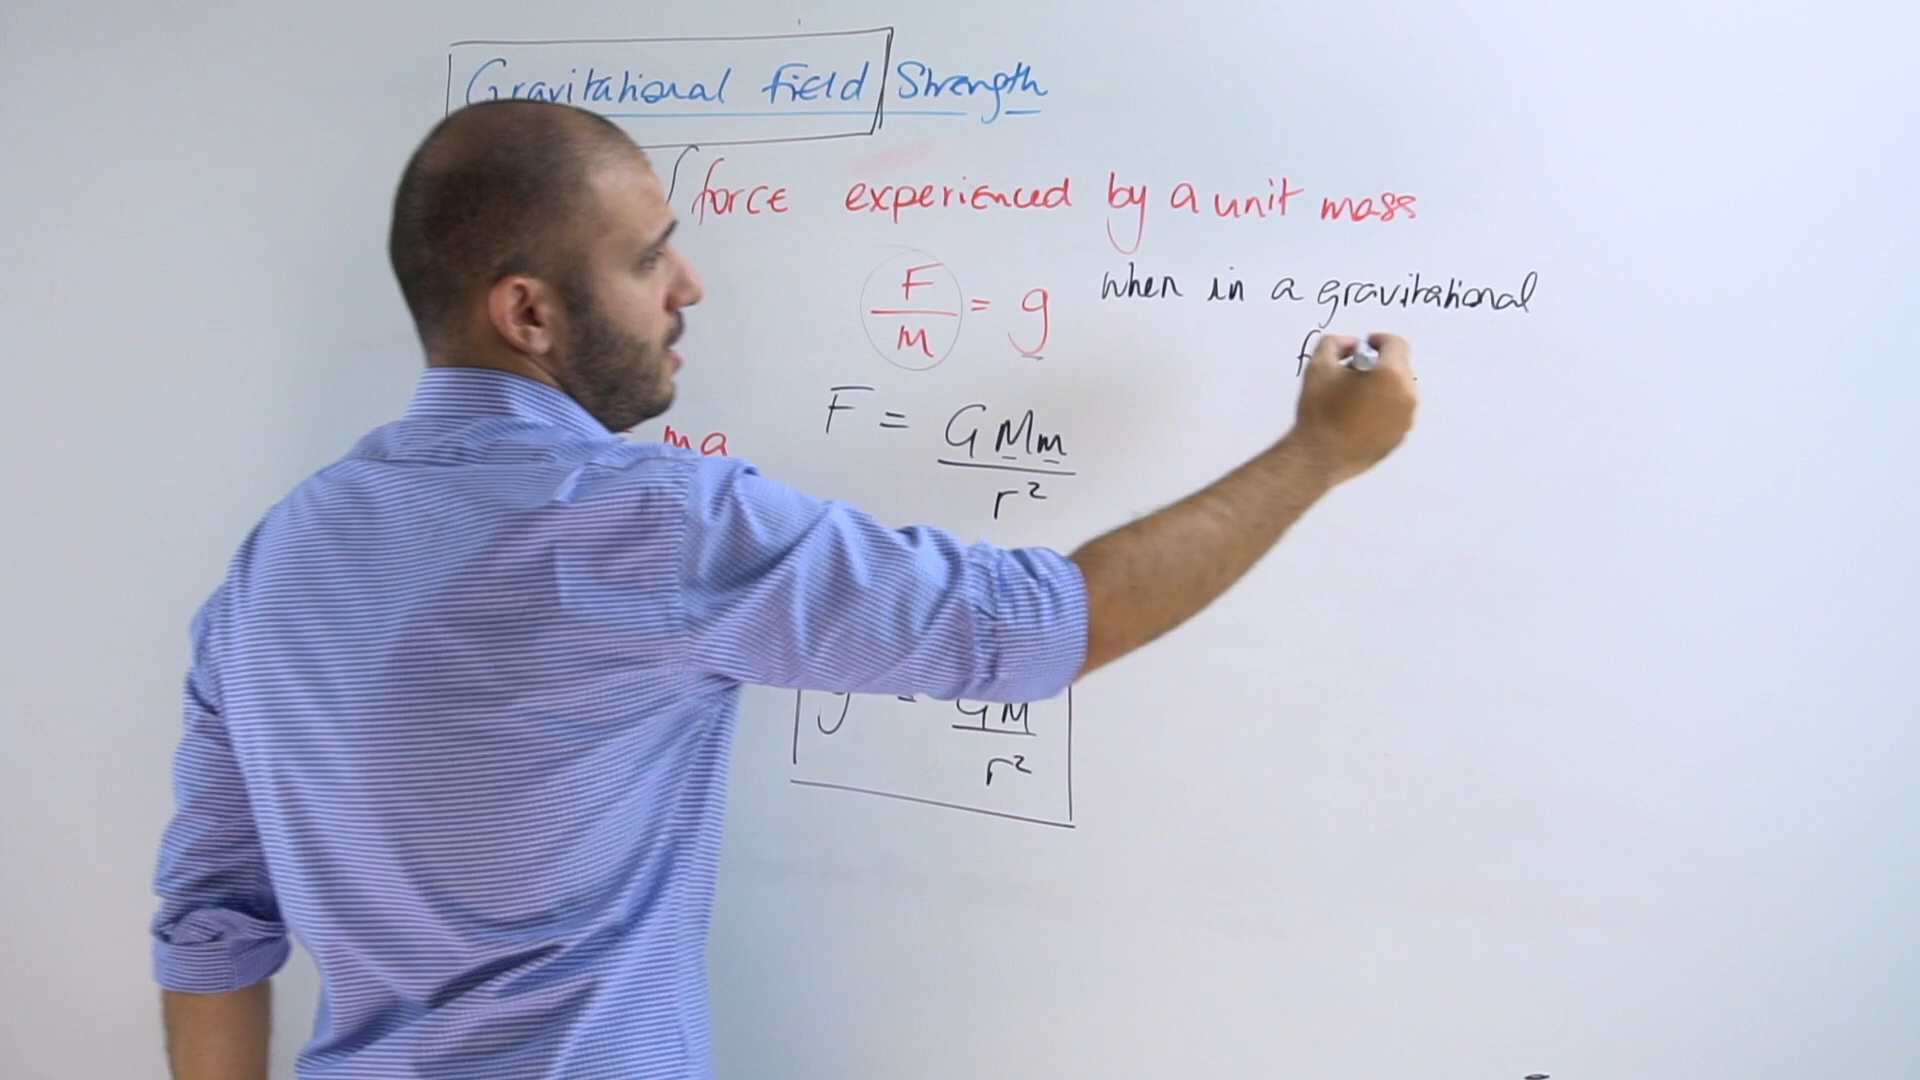 Gravitational Field Strength
force experienced by a unit mass
F/m = g when in a gravitational
ma F = GMm/r²
g = GM/r²